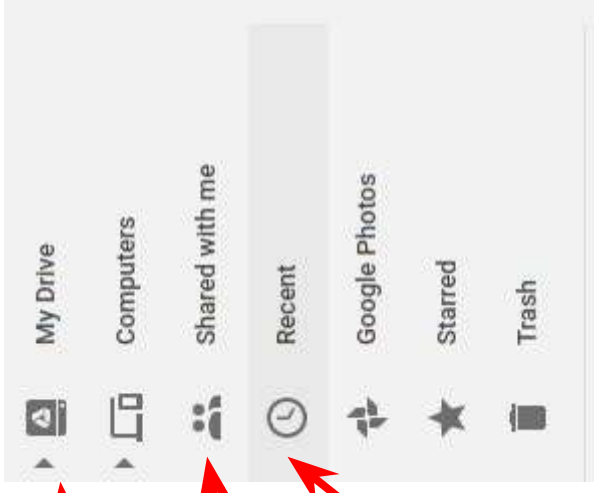 My Drive
Computers
Shared with me
Recent
Google Photos
Starred
Trash